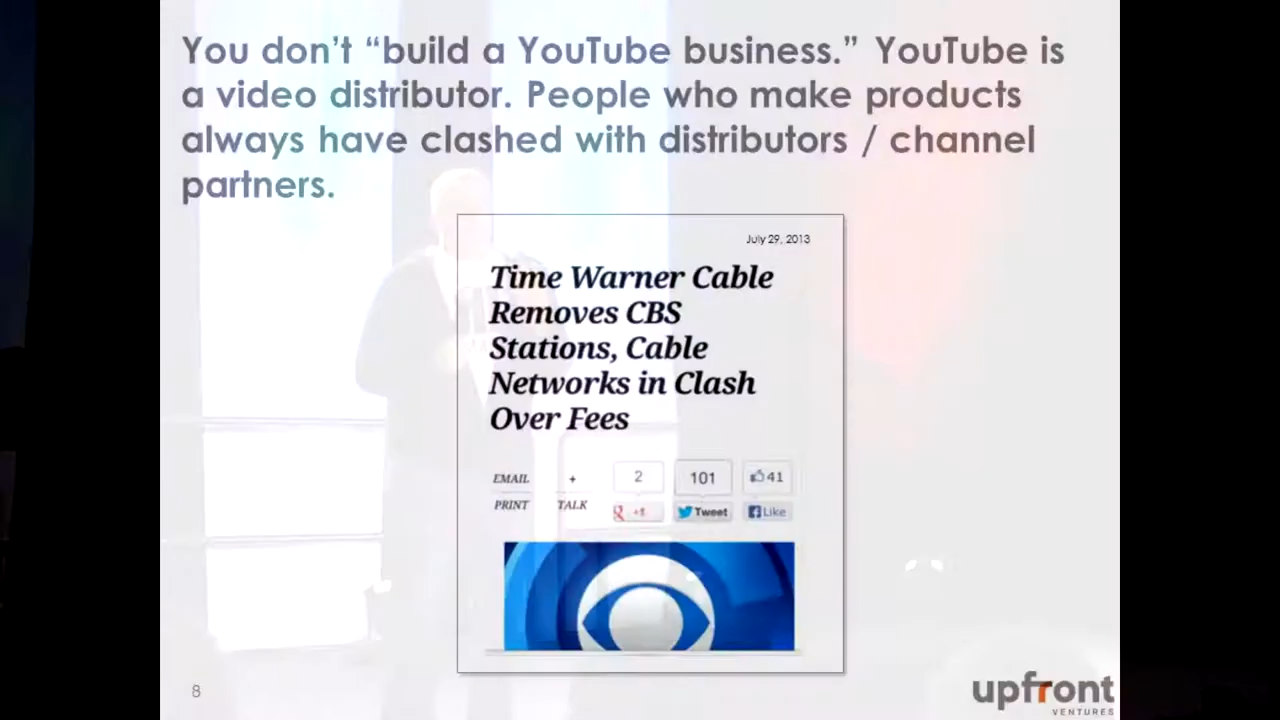 You don't “build a YouTube business.” YouTube is
a video distributor. People who make products
always have clashed with distributors / channel
partners.
July 29, 2013
Time Warner Cable
Removes CBS
Stations, Cable
Networks in Clash
Over Fees
EMAIL + 2 101 41
PRINT TALK +1 Tweet Like
8
upfront
VENTURES